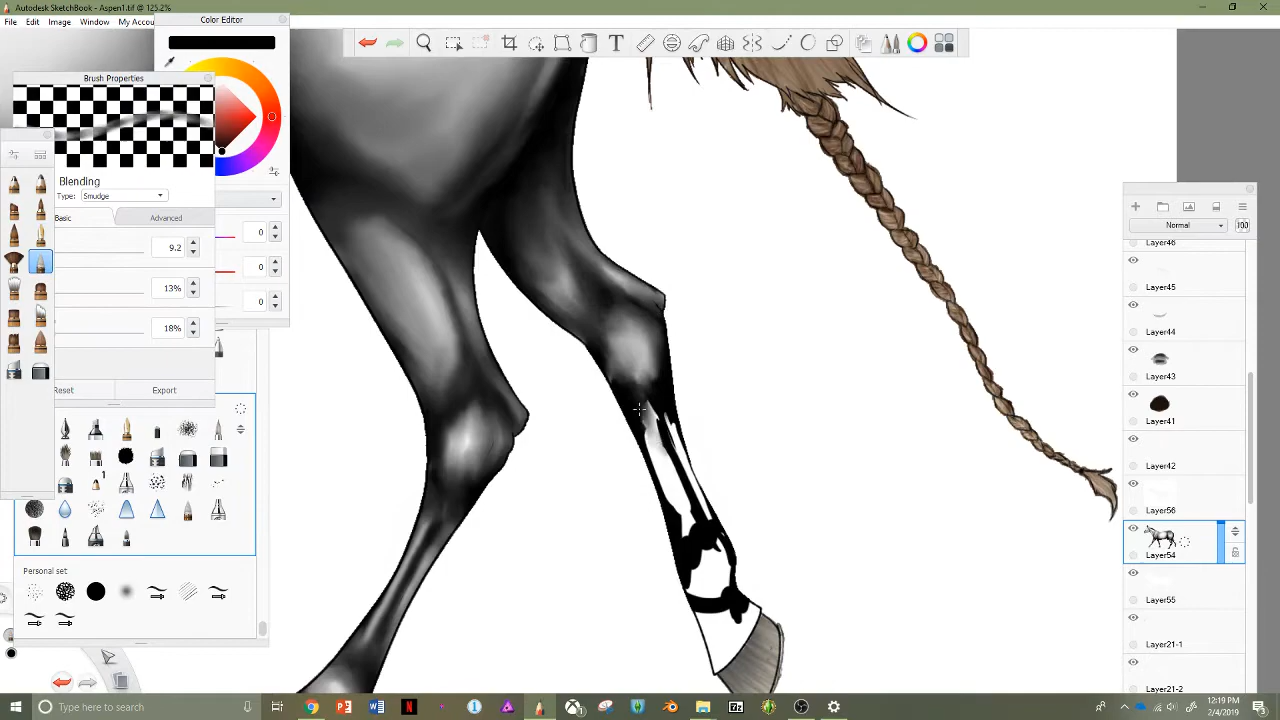 Autodesk SketchBook - Aspen1.tif @ 125.2%
File Edit Image Window My Accou
Color Editor
Brush Properties
T
Blending
Type: Smudge
Basic Advanced
9.2
13%
18%
0
0
0
Reset Export
Personal set
Normal 100
Layer46
Layer45
Layer44
Layer43
Layer41
Layer42
Layer56
Layer54
Layer55
Layer21-1
Layer21-2
Type here to search
12:19 PM
2/4/2019